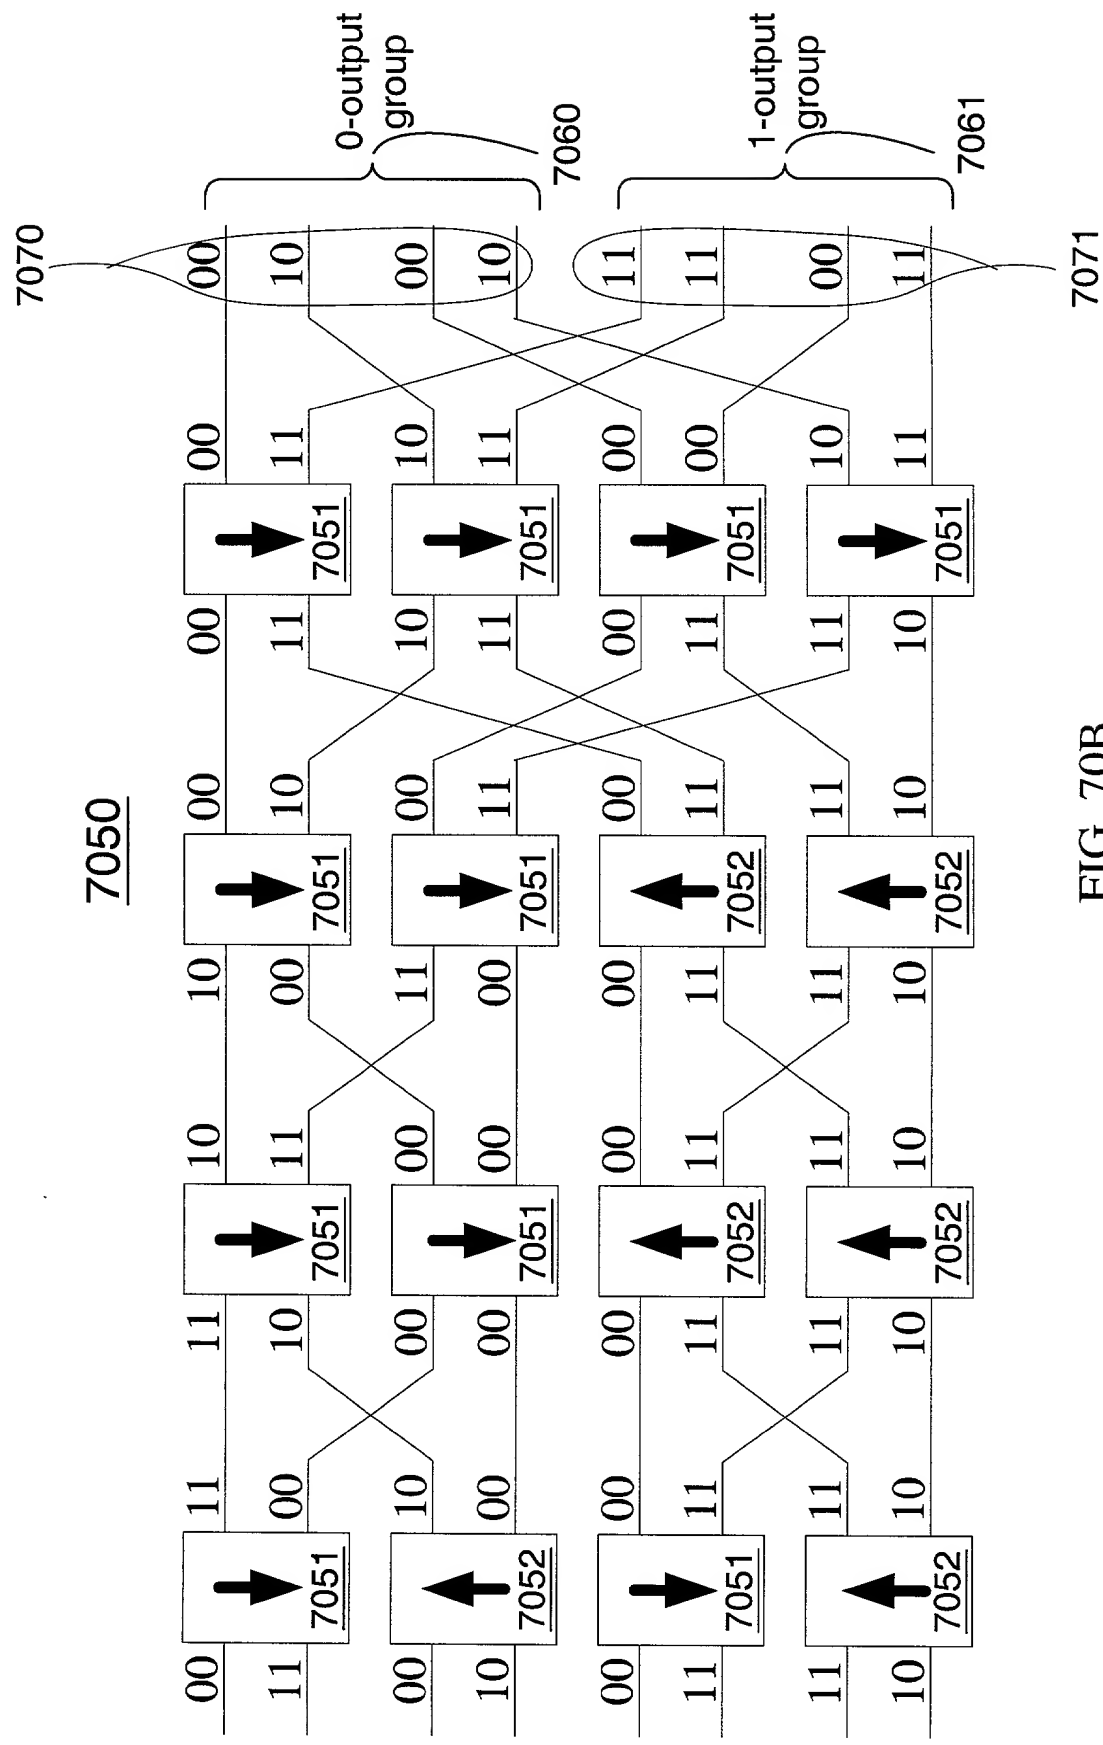 7050
7070
00 11 11 10 10 00 00 00 00
11 00 10 11 00 10 11 11 10
7051 7051 7051 7051
0-output
group
00 10 00 00 11 00 10 10 00
10 00 00 00 00 11 11 11 10
7052 7051 7051 7051
7060
00 00 00 00 00 00 00 00 11
11 11 11 11 11 11 11 00 11
7051 7052 7052 7051
1-output
group
11 11 11 11 11 11 11 10 00
10 10 10 10 10 10 10 11 11
7052 7052 7052 7051
7061
7071
FIG. 70B